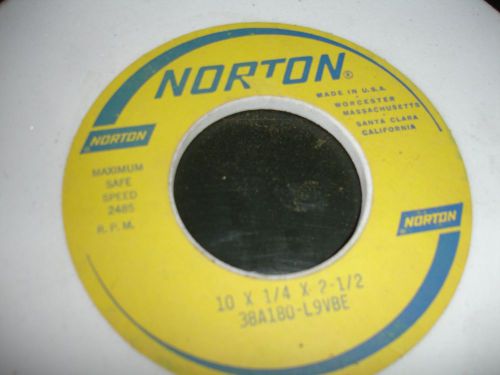 NORTON®
MADE IN U.S.A.
WORCESTER
MASSACHUSETTS
SANTA CLARA
CALIFORNIA
NORTON
MAXIMUM
SAFE
SPEED
2485
R.P.M.
NORTON
10 X 1/4 X 2-1/2
38A180-L9VBE